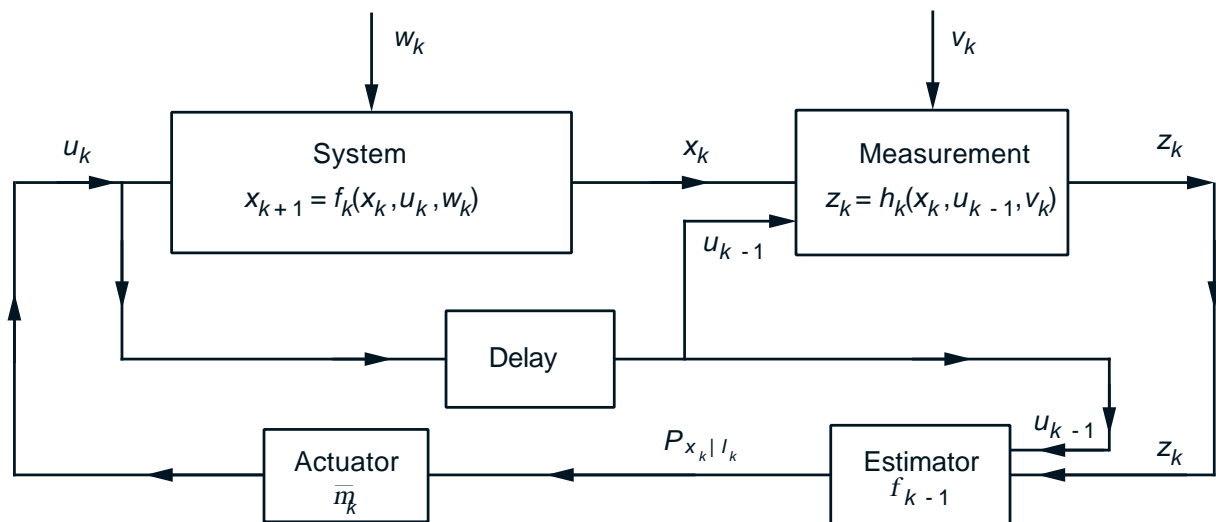 w_k
v_k
u_k
System
x_{k+1} = f_k(x_k, u_k, w_k)
x_k
Measurement
z_k = h_k(x_k, u_{k-1}, v_k)
z_k
u_{k-1}
Delay
u_{k-1}
z_k
P_{x_k | I_k}
Actuator
m̅_k
Estimator
f_{k-1}